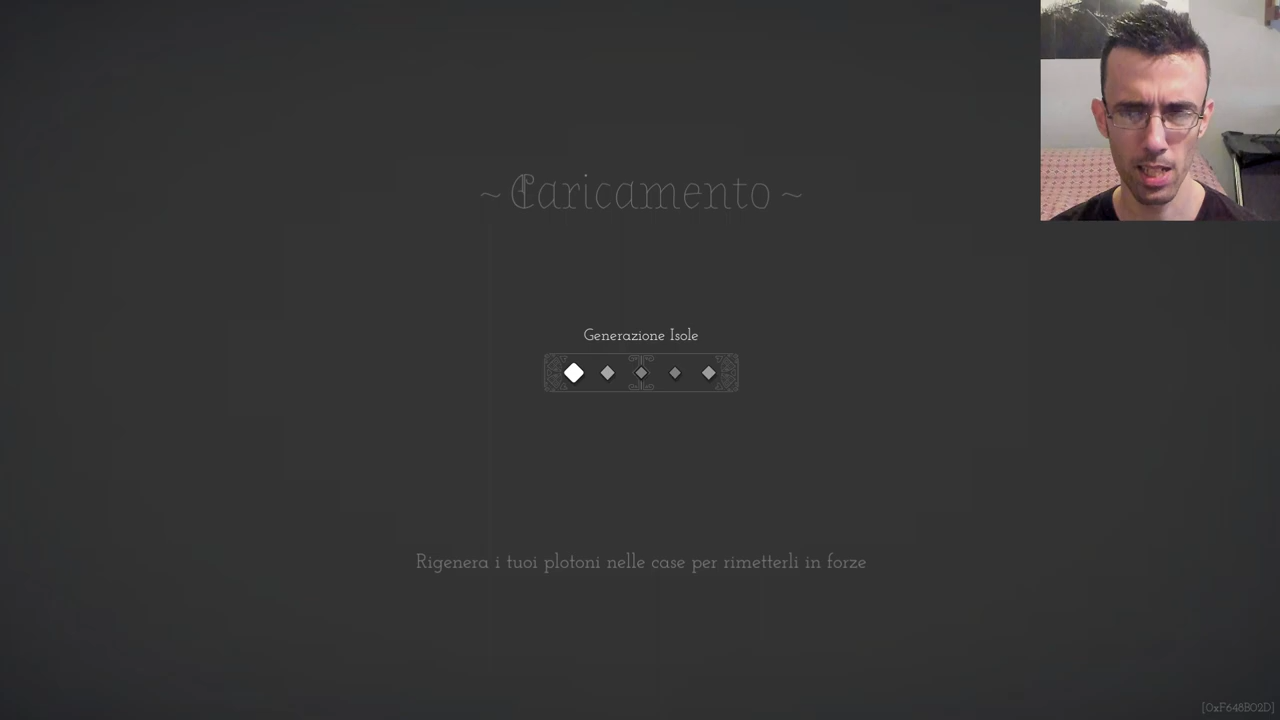 ~ Caricamento ~
Generazione Isole
Rigenera i tuoi plotoni nelle case per rimetterli in forze
[0xF648B02D]